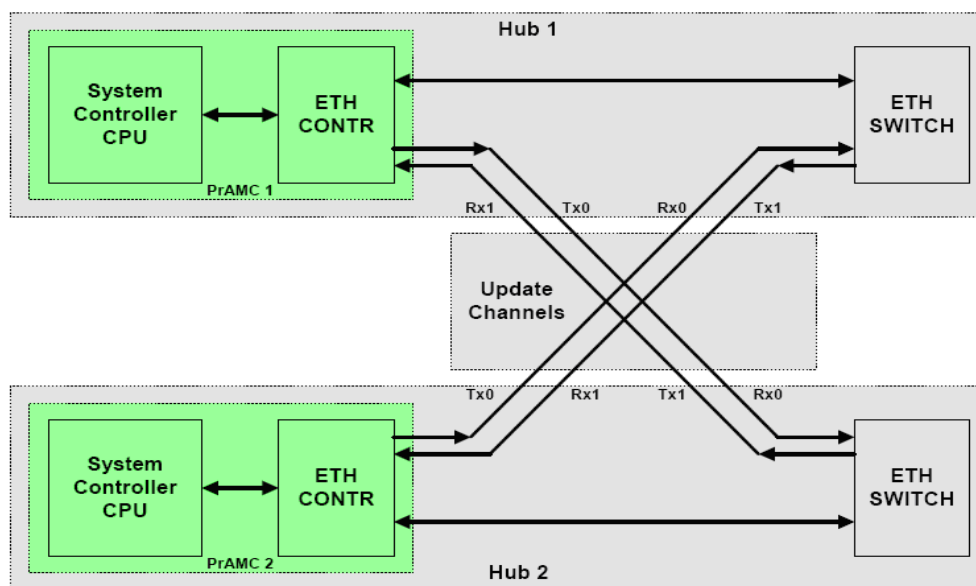 Hub 1
System
Controller
CPU
ETH
CONTR
ETH
SWITCH
PrAMC 1
Rx1
Tx0
Rx0
Tx1
Update
Channels
Tx0
Rx1
Tx1
Rx0
System
Controller
CPU
ETH
CONTR
ETH
SWITCH
PrAMC 2
Hub 2